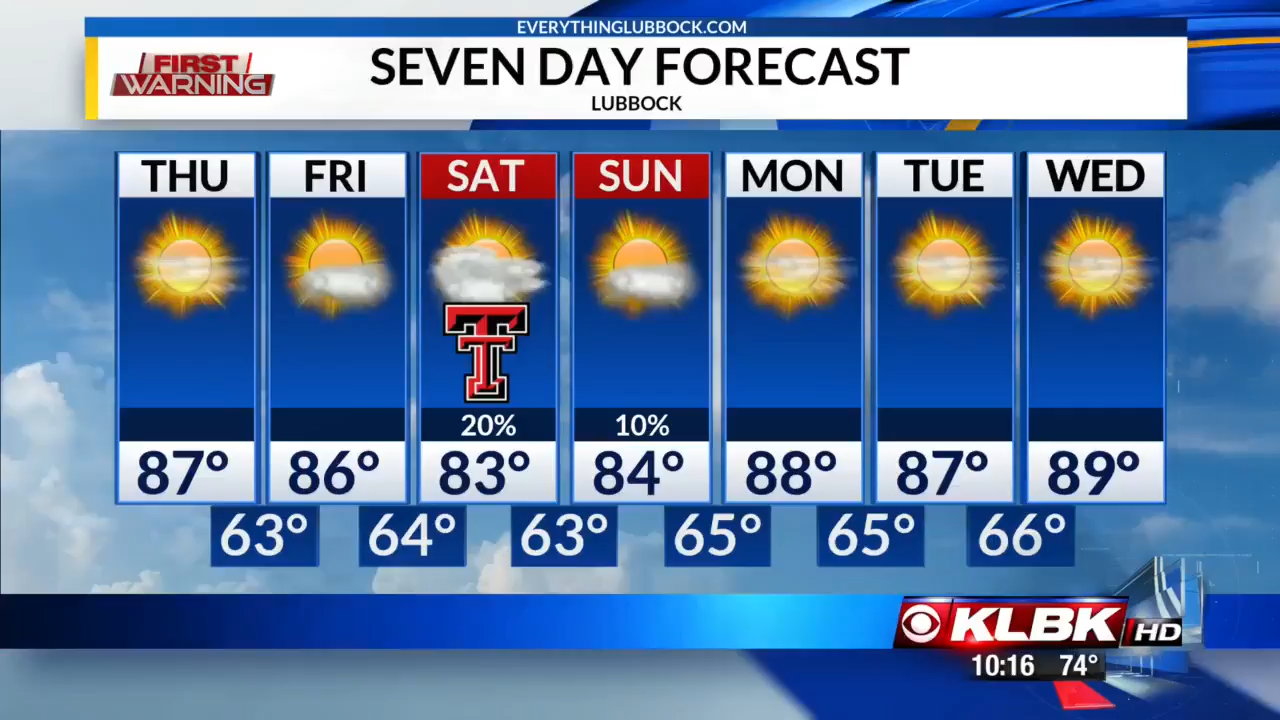 EVERYTHINGLUBBOCK.COM
FIRST
WARNING
SEVEN DAY FORECAST
LUBBOCK
THU FRI SAT SUN MON TUE WED
T
20% 10%
87° 86° 83° 84° 88° 87° 89°
63° 64° 63° 65° 65° 66°
KLBK HD
10:16 74°